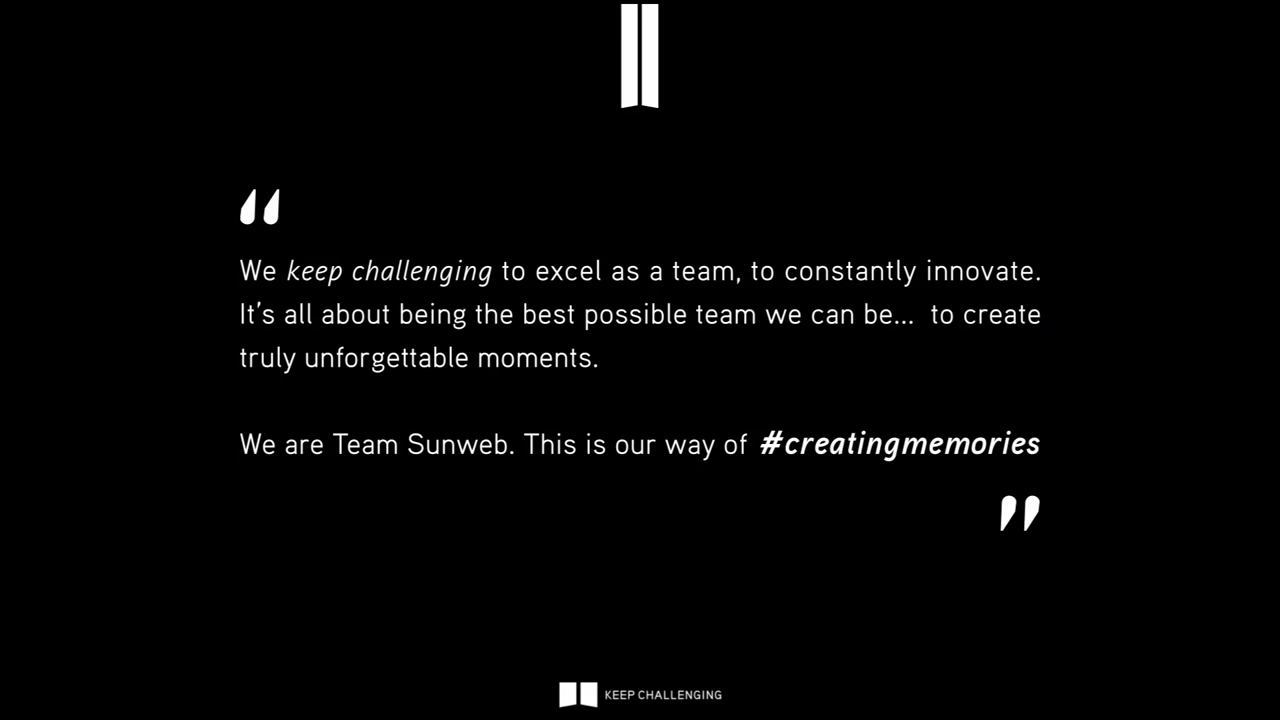 “
We keep challenging to excel as a team, to constantly innovate.
It’s all about being the best possible team we can be... to create
truly unforgettable moments.
We are Team Sunweb. This is our way of #creatingmemories
”
KEEP CHALLENGING